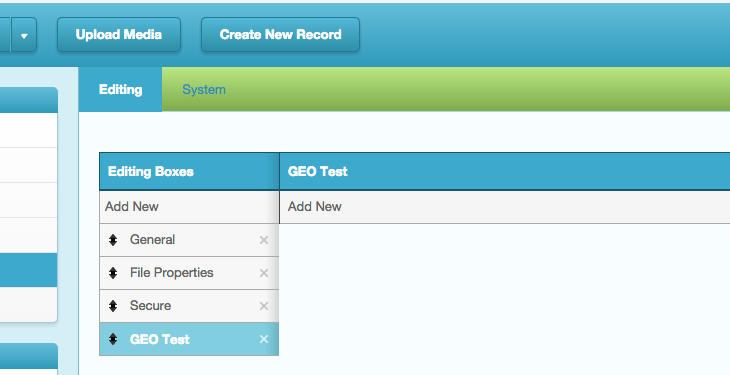 Upload Media
Create New Record
Editing
System
Editing Boxes
GEO Test
Add New
Add New
General
File Properties
Secure
GEO Test